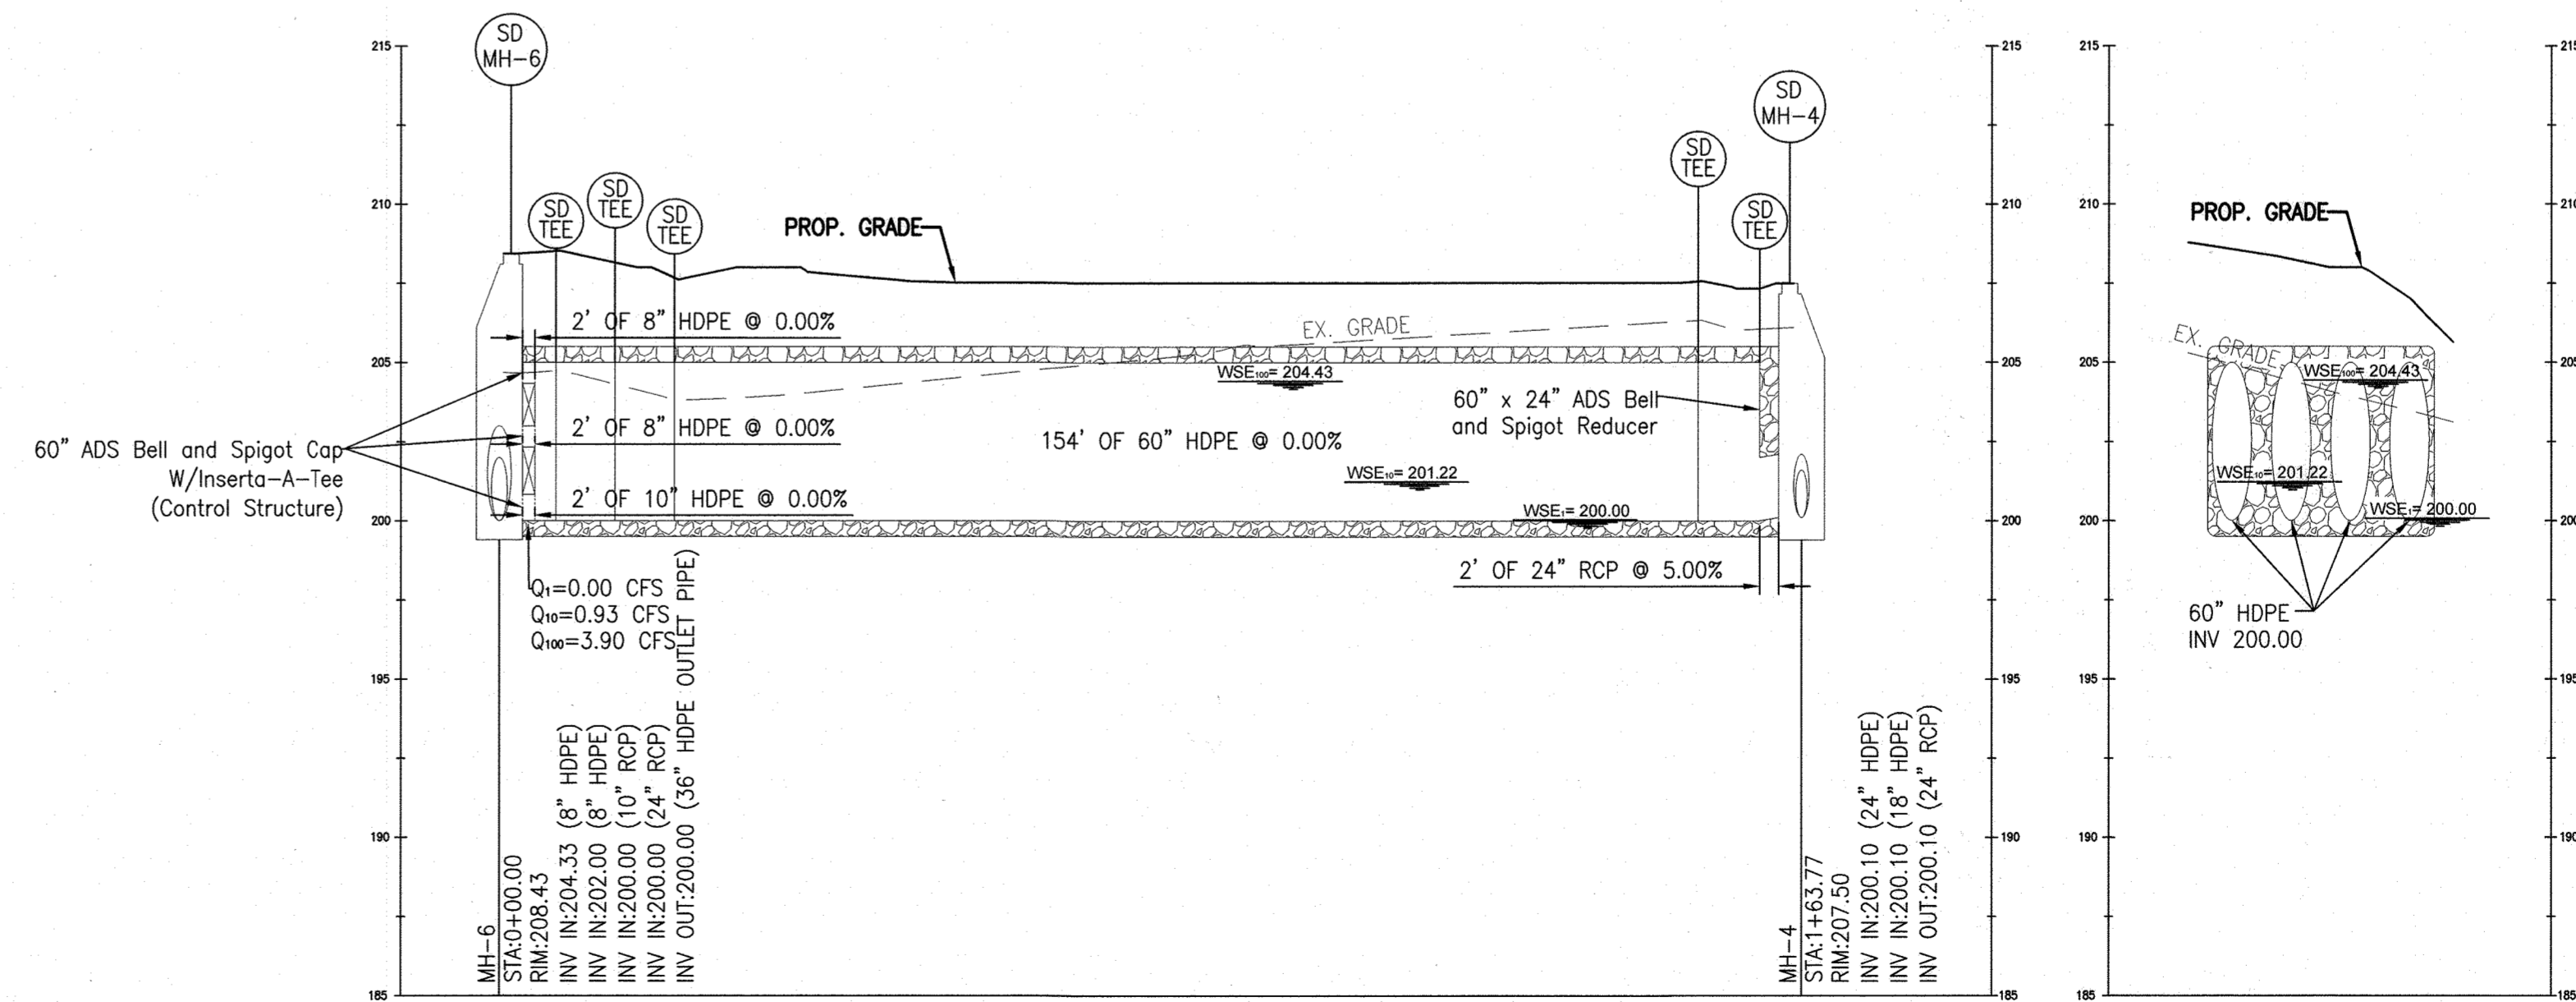 SD
MH-6
SD
MH-4
SD
TEE
SD
TEE
SD
TEE
SD
TEE
SD
TEE
215
210
205
200
195
190
185
PROP. GRADE
2' OF 8" HDPE @ 0.00%
EX. GRADE
WSE₁₀₀= 204.43
60" x 24" ADS Bell
and Spigot Reducer
2' OF 8" HDPE @ 0.00%
154' OF 60" HDPE @ 0.00%
60" ADS Bell and Spigot Cap
W/Inserta-A-Tee
(Control Structure)
WSE₁₀= 201.22
2' OF 10" HDPE @ 0.00%
WSE₁= 200.00
2' OF 24" RCP @ 5.00%
Q₁=0.00 CFS
Q₁₀=0.93 CFS
Q₁₀₀=3.90 CFS
MH-6
STA:0+00.00
RIM:208.43
INV IN:204.33 (8" HDPE)
INV IN:202.00 (8" HDPE)
INV IN:200.00 (10" RCP)
INV IN:200.00 (24" RCP)
INV OUT:200.00 (36" HDPE OUTLET PIPE)
MH-4
STA:1+63.77
RIM:207.50
INV IN:200.10 (24" HDPE)
INV IN:200.10 (18" HDPE)
INV OUT:200.10 (24" RCP)
215
210
205
200
195
190
185
215
210
205
200
195
190
185
PROP. GRADE
EX. GRADE
WSE₁₀₀= 204.43
WSE₁₀= 201.22
WSE₁= 200.00
60" HDPE
INV 200.00
215
210
205
200
195
190
185